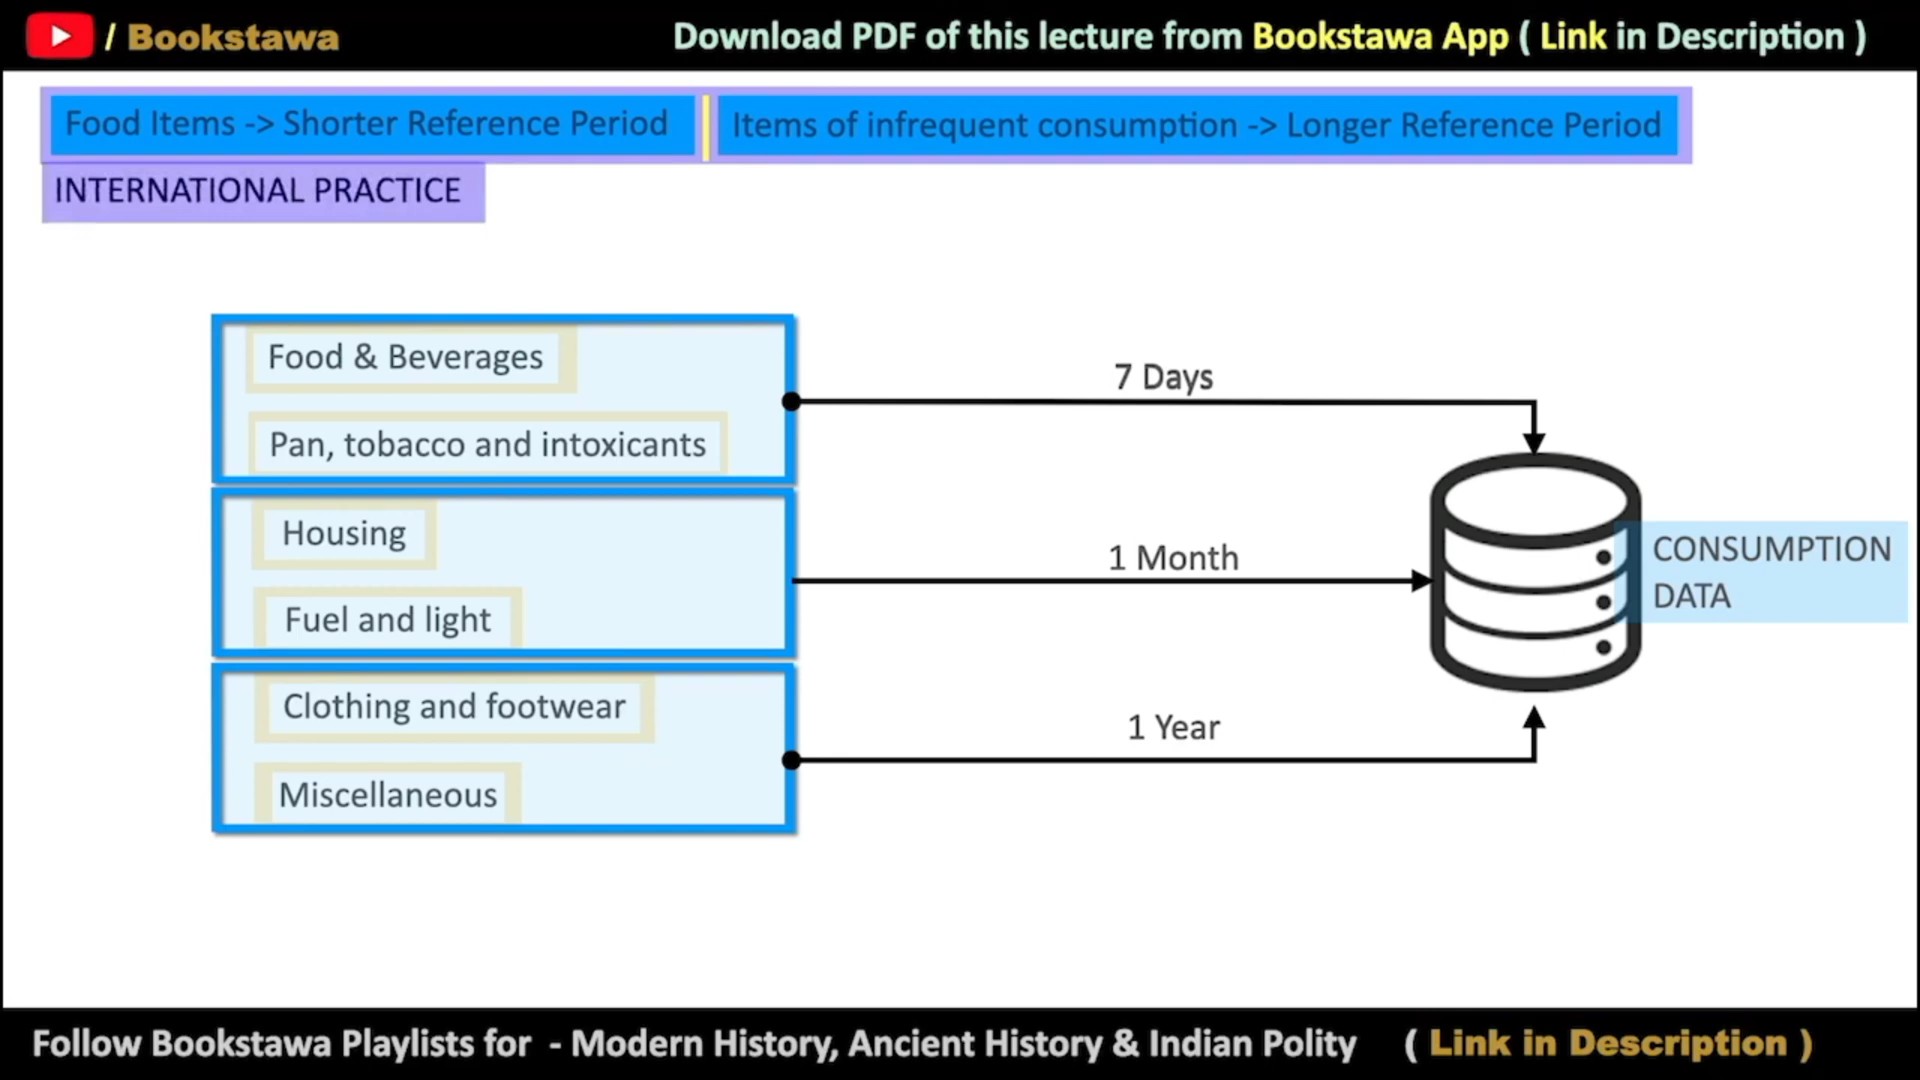 / Bookstawa
Download PDF of this lecture from Bookstawa App ( Link in Description )
Food Items -> Shorter Reference Period
Items of infrequent consumption -> Longer Reference Period
INTERNATIONAL PRACTICE
Food & Beverages
Pan, tobacco and intoxicants
7 Days
Housing
Fuel and light
1 Month
Clothing and footwear
Miscellaneous
1 Year
CONSUMPTION
DATA
Follow Bookstawa Playlists for - Modern History, Ancient History & Indian Polity ( Link in Description )